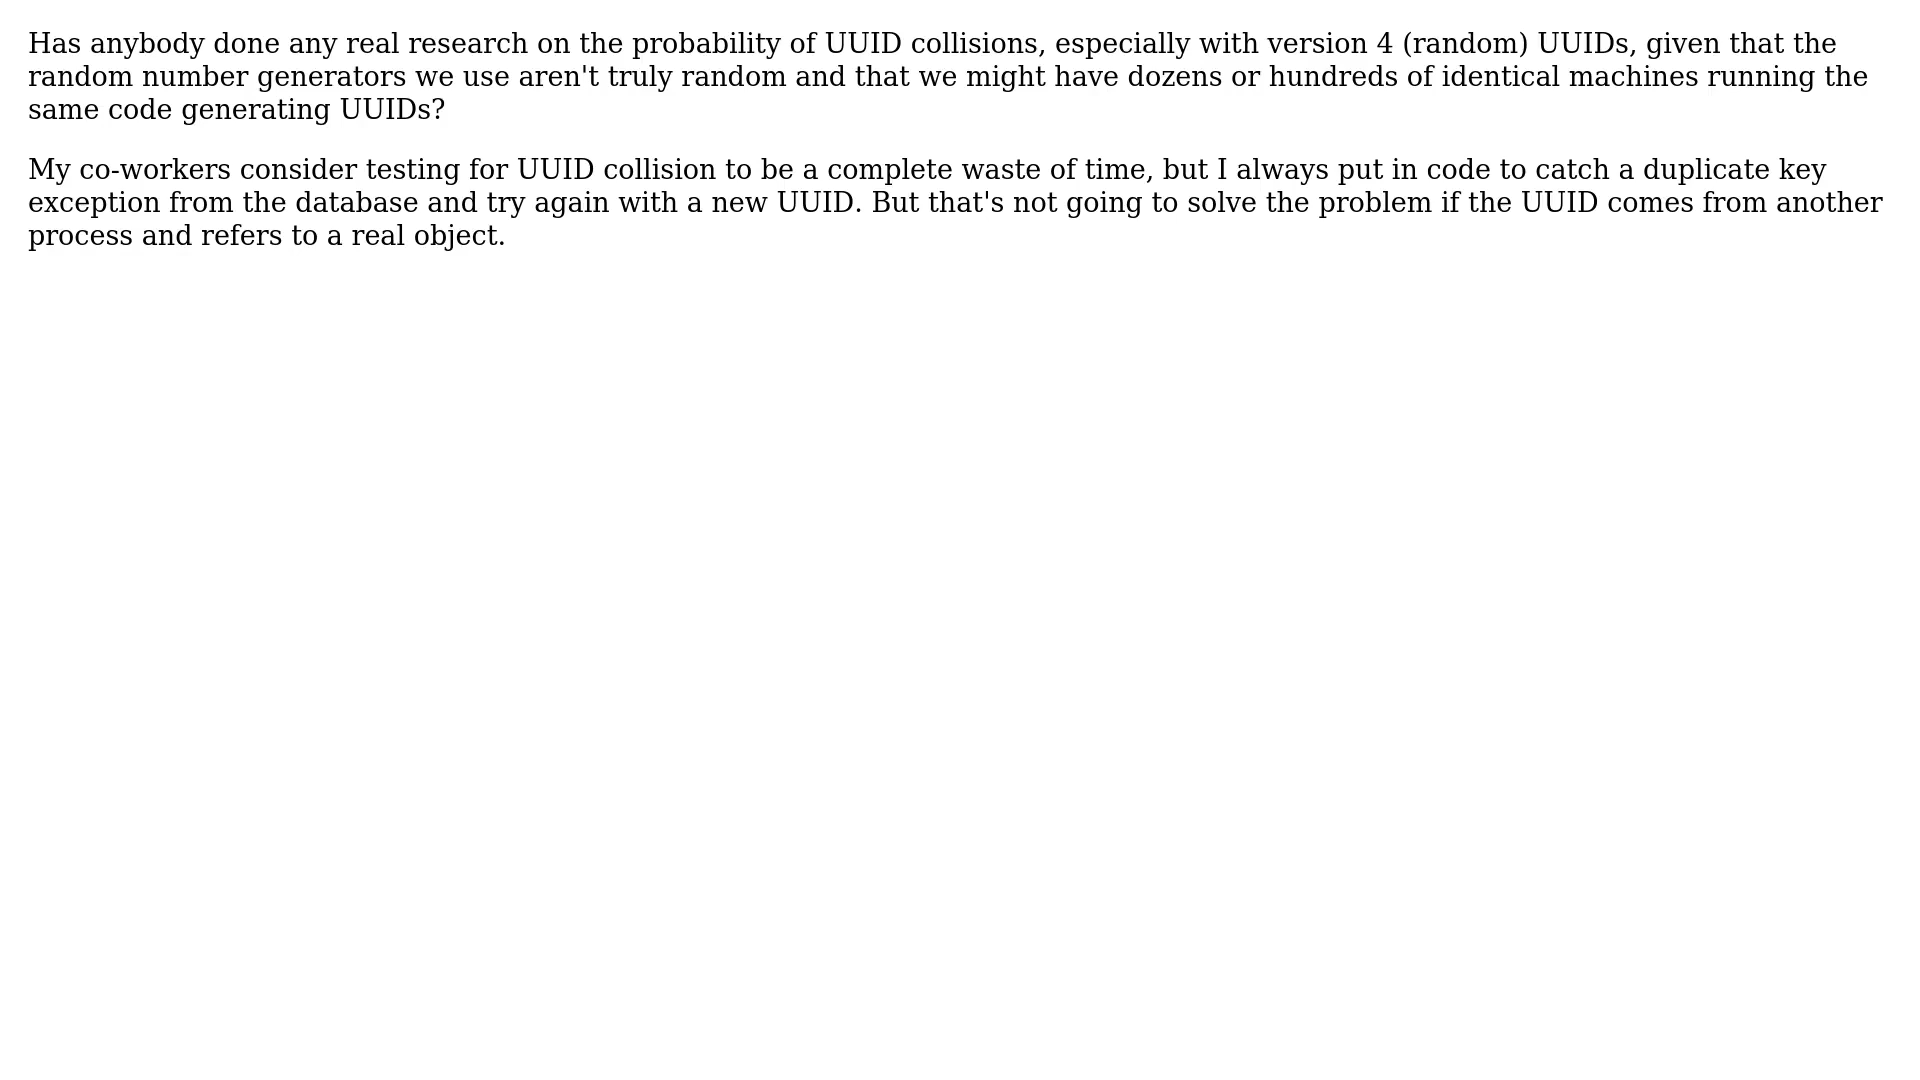 Has anybody done any real research on the probability of UUID collisions, especially with version 4 (random) UUIDs, given that the
random number generators we use aren't truly random and that we might have dozens or hundreds of identical machines running the
same code generating UUIDs?
My co-workers consider testing for UUID collision to be a complete waste of time, but I always put in code to catch a duplicate key
exception from the database and try again with a new UUID. But that's not going to solve the problem if the UUID comes from another
process and refers to a real object.